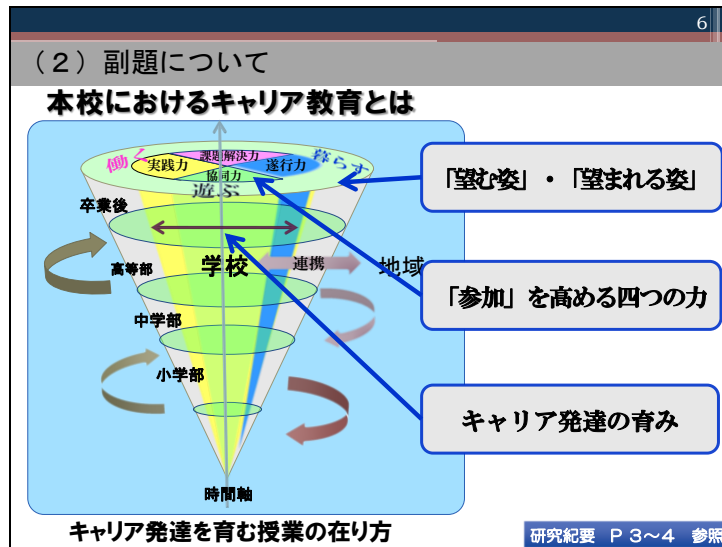 6
（２）副題について
本校におけるキャリア教育とは
働く
課題解決力
暮らす
実践力
遂行力
協同力
遊ぶ
卒業後
高等部
学校
連携
地域
中学部
小学部
時間軸
「望む姿」・「望まれる姿」
「参加」を高める四つの力
キャリア発達の育み
キャリア発達を育む授業の在り方
研究紀要 Ｐ３～４ 参照